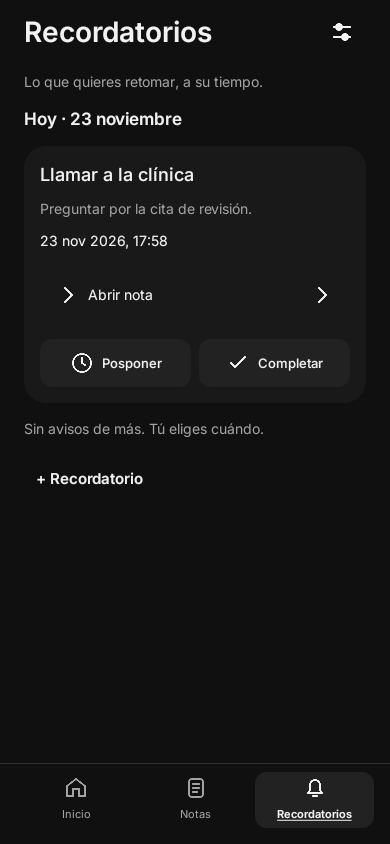 Recordatorios
Lo que quieres retomar, a su tiempo.
Hoy · 23 noviembre
Llamar a la clínica
Preguntar por la cita de revisión.
23 nov 2026, 17:58
Abrir nota
Posponer
Completar
Sin avisos de más. Tú eliges cuándo.
+ Recordatorio
Inicio
Notas
Recordatorios